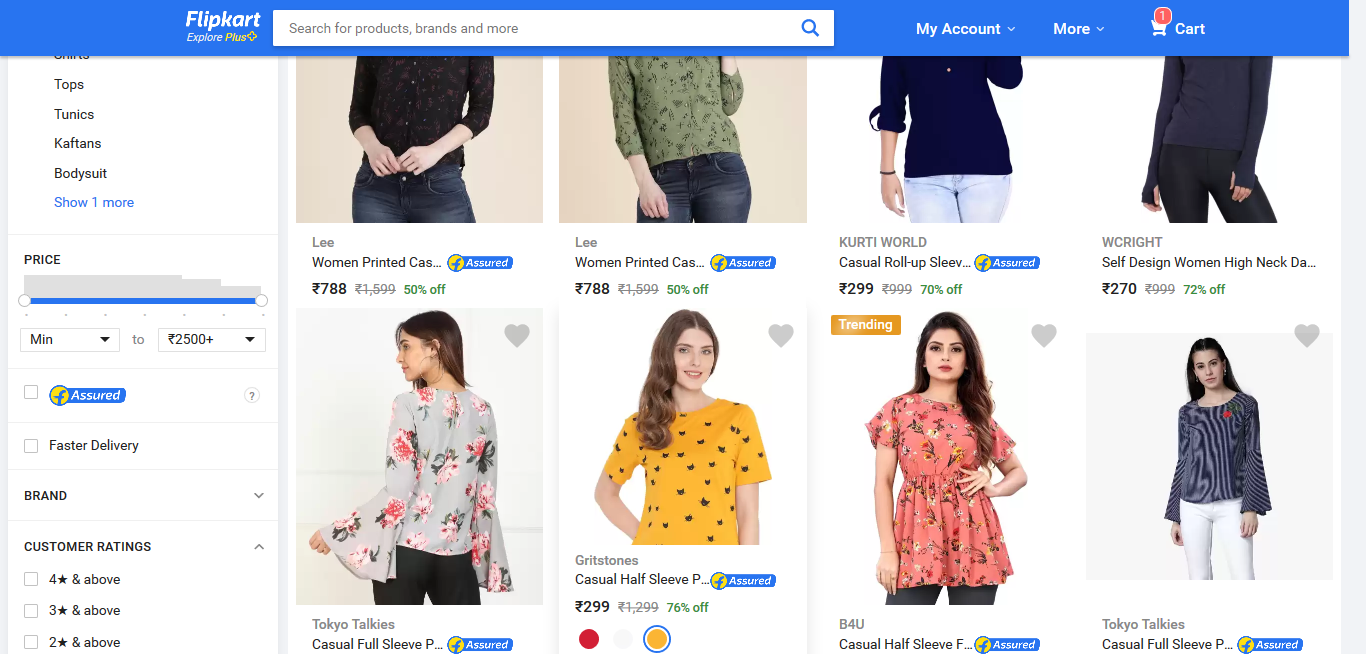 Flipkart
Explore Plus
Search for products, brands and more
My Account
More
1
Cart
Shirts
Tops
Tunics
Kaftans
Bodysuit
Show 1 more
PRICE
Min
to
₹2500+
Assured
?
Faster Delivery
BRAND
CUSTOMER RATINGS
4★ & above
3★ & above
2★ & above
Lee
Women Printed Cas... Assured
₹788 ₹1,599 50% off
Lee
Women Printed Cas... Assured
₹788 ₹1,599 50% off
KURTI WORLD
Casual Roll-up Sleev... Assured
₹299 ₹999 70% off
WCRIGHT
Self Design Women High Neck Da...
₹270 ₹999 72% off
Tokyo Talkies
Casual Full Sleeve P... Assured
Gritstones
Casual Half Sleeve P... Assured
₹299 ₹1,299 76% off
Trending
B4U
Casual Half Sleeve F... Assured
Tokyo Talkies
Casual Full Sleeve P... Assured